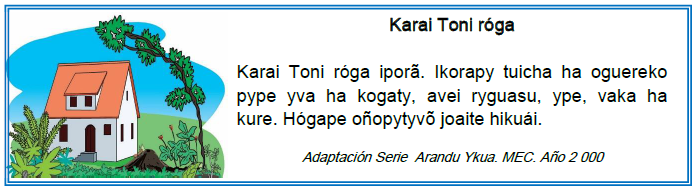 Karai Toni róga
Karai Toni róga iporã. Ikorapy tuicha ha oguereko
pype yva ha kogaty, avei ryguasu, ype, vaka ha
kure. Hógape oñopytyvõ joaite hikuái.
Adaptación Serie Arandu Ykua. MEC. Año 2 000